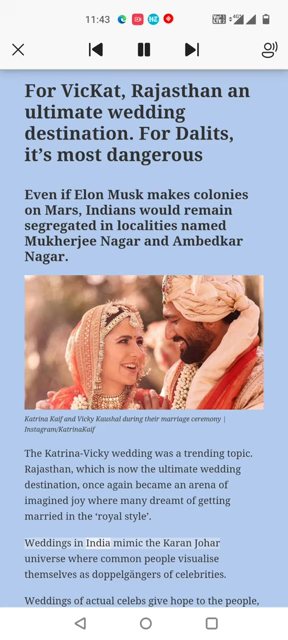 11:43
For VicKat, Rajasthan an
ultimate wedding
destination. For Dalits,
it’s most dangerous
Even if Elon Musk makes colonies
on Mars, Indians would remain
segregated in localities named
Mukherjee Nagar and Ambedkar
Nagar.
Katrina Kaif and Vicky Kaushal during their marriage ceremony |
Instagram/KatrinaKaif
The Katrina-Vicky wedding was a trending topic.
Rajasthan, which is now the ultimate wedding
destination, once again became an arena of
imagined joy where many dreamt of getting
married in the ‘royal style’.
Weddings in India mimic the Karan Johar
universe where common people visualise
themselves as doppelgängers of celebrities.
Weddings of actual celebs give hope to the people,